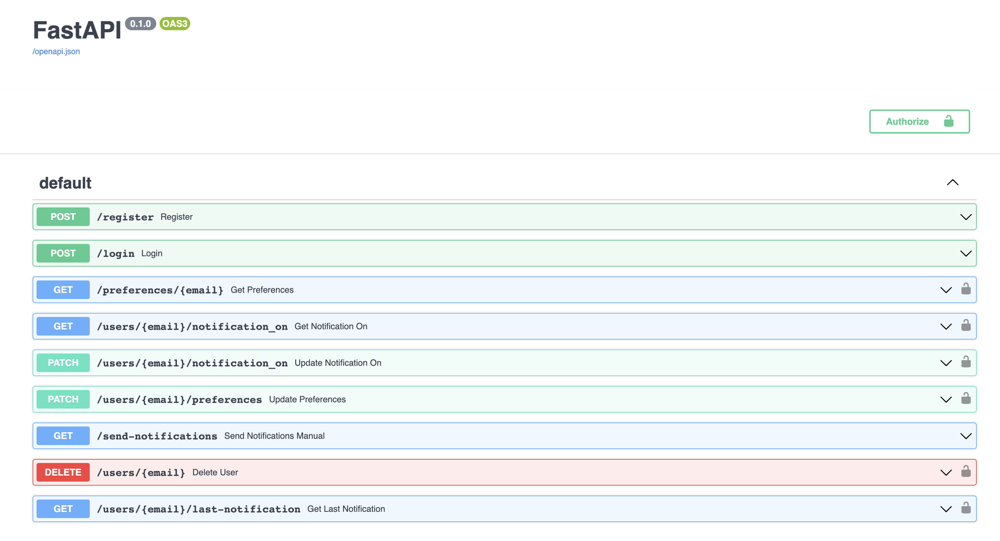 FastAPI 0.1.0 OAS3
/openapi.json
Authorize
default
POST /register Register
POST /login Login
GET /preferences/{email} Get Preferences
GET /users/{email}/notification_on Get Notification On
PATCH /users/{email}/notification_on Update Notification On
PATCH /users/{email}/preferences Update Preferences
GET /send-notifications Send Notifications Manual
DELETE /users/{email} Delete User
GET /users/{email}/last-notification Get Last Notification